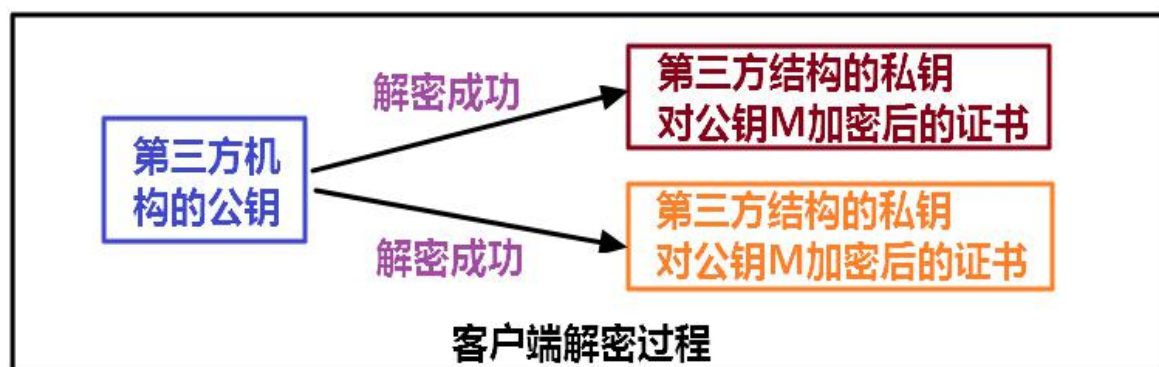 解密成功
第三方结构的私钥
对公钥M加密后的证书
第三方机
构的公钥
第三方结构的私钥
对公钥M加密后的证书
解密成功
客户端解密过程